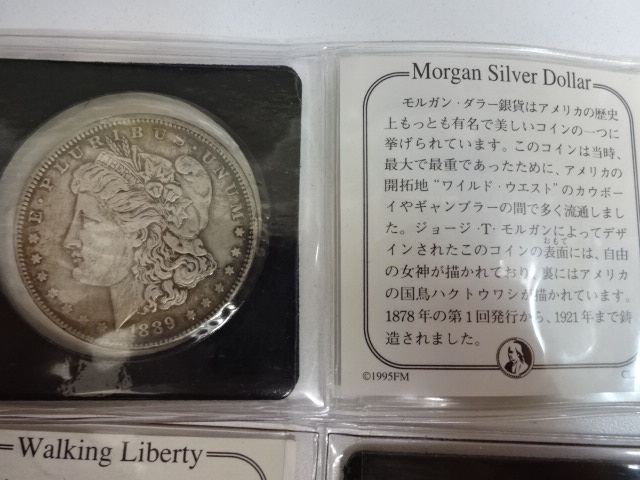 E·PLURIBUS·UNUM
1889
Morgan Silver Dollar
モルガン・ダラー銀貨はアメリカの歴史
上もっとも有名で美しいコインの一つに
挙げられています。このコインは当時、
最大で最重であったために、アメリカの
開拓地 "ワイルド・ウエスト" のカウボー
イやギャンブラーの間で多く流通しまし
た。ジョージ・T・モルガンによってデザ
インされたこのコインの表面には、自由
おもて
の女神が描かれており、裏にはアメリカ
の国鳥ハクトウワシが描かれています。
1878年の第1回発行から、1921年まで鋳
造されました。
©1995FM
C
Walking Liberty